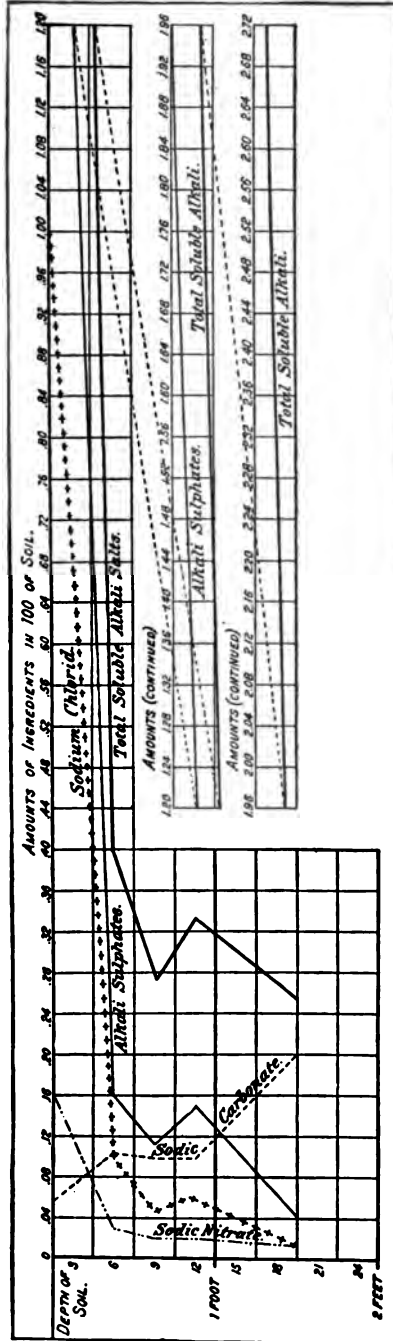 AMOUNTS OF INGREDIENTS IN 100 OF SOIL.
0 .04 .08 .12 .16 .20 .24 .28 .32 .36 .40 .44 .48 .52 .56 .60 .64 .68 .72 .76 .80 .84 .88 .92 .96 1.00 1.04 1.08 1.12 1.16 1.20
DEPTH OF
SOIL.
3
6
9
12
1 FOOT
15
18
21
24
2 FEET
Sodium Chlorid.
Alkali Sulphates.
Total Soluble Alkali Salts.
Sodic Carbonate.
Sodic Nitrate.
AMOUNTS (CONTINUED)
1.20 1.24 1.28 1.32 1.36 1.40 1.44 1.48 1.52 1.56 1.60 1.64 1.68 1.72 1.76 1.80 1.84 1.88 1.92 1.96
Alkali Sulphates.
Total Soluble Alkali.
AMOUNTS (CONTINUED)
1.96 2.00 2.04 2.08 2.12 2.16 2.20 2.24 2.28 2.32 2.36 2.40 2.44 2.48 2.52 2.56 2.60 2.64 2.68 2.72
Total Soluble Alkali.